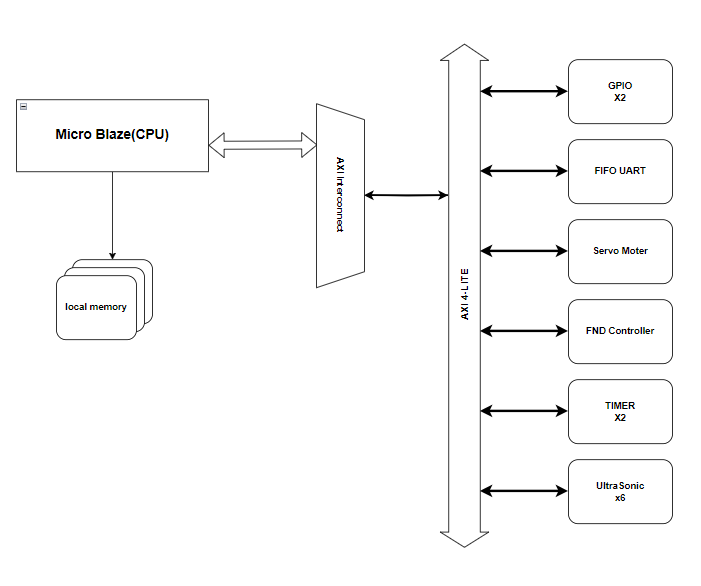 Micro Blaze(CPU)
local memory
AXI Interconnect
AXI 4-LITE
GPIO
X2
FIFO UART
Servo Moter
FND Controller
TIMER
X2
UltraSonic
x6